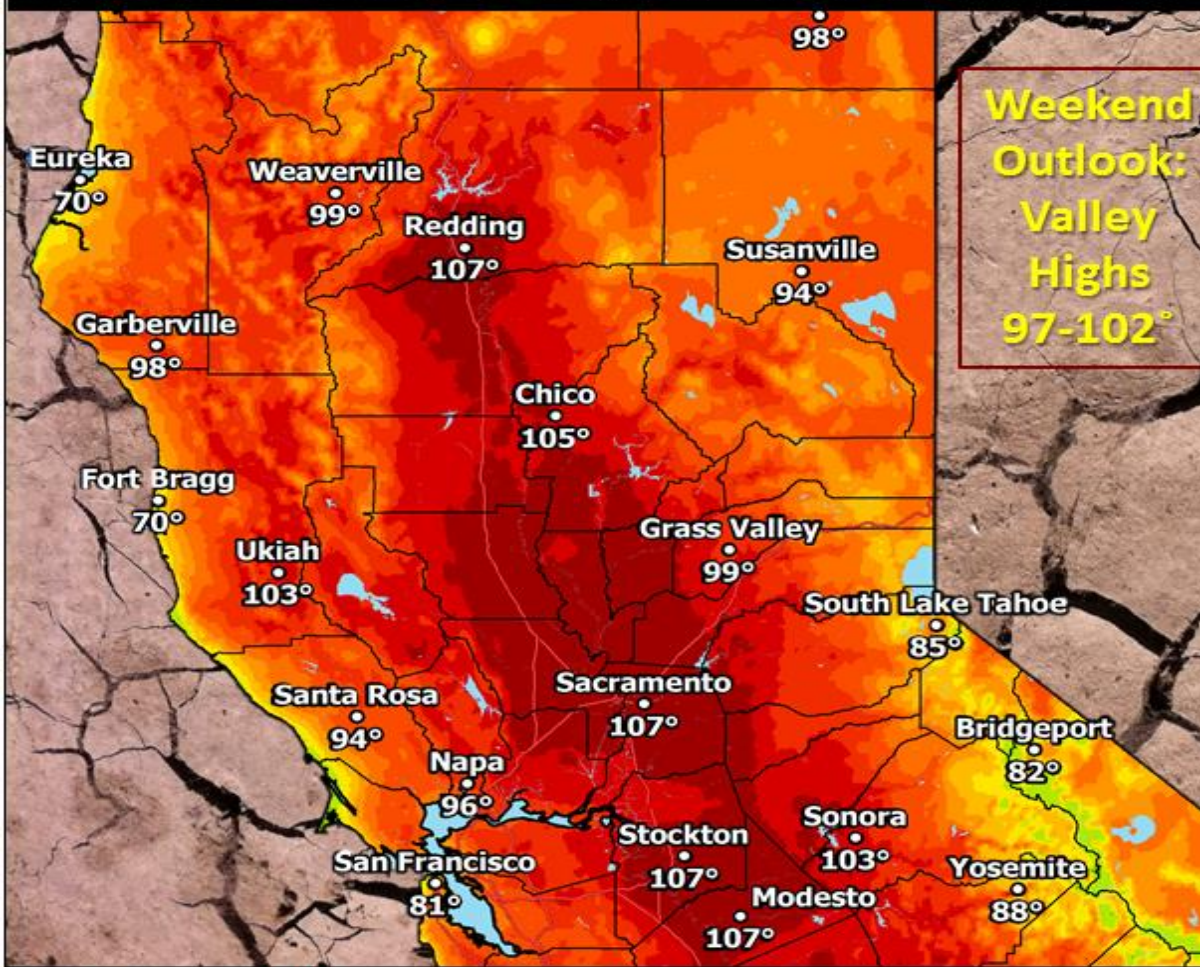 98°
Weekend
Outlook:
Valley
Highs
97-102°
Eureka
70°
Weaverville
99°
Redding
107°
Susanville
94°
Garberville
98°
Chico
105°
Fort Bragg
70°
Ukiah
103°
Grass Valley
99°
South Lake Tahoe
85°
Santa Rosa
94°
Sacramento
107°
Bridgeport
82°
Napa
96°
Stockton
107°
Sonora
103°
San Francisco
81°
Yosemite
88°
Modesto
107°